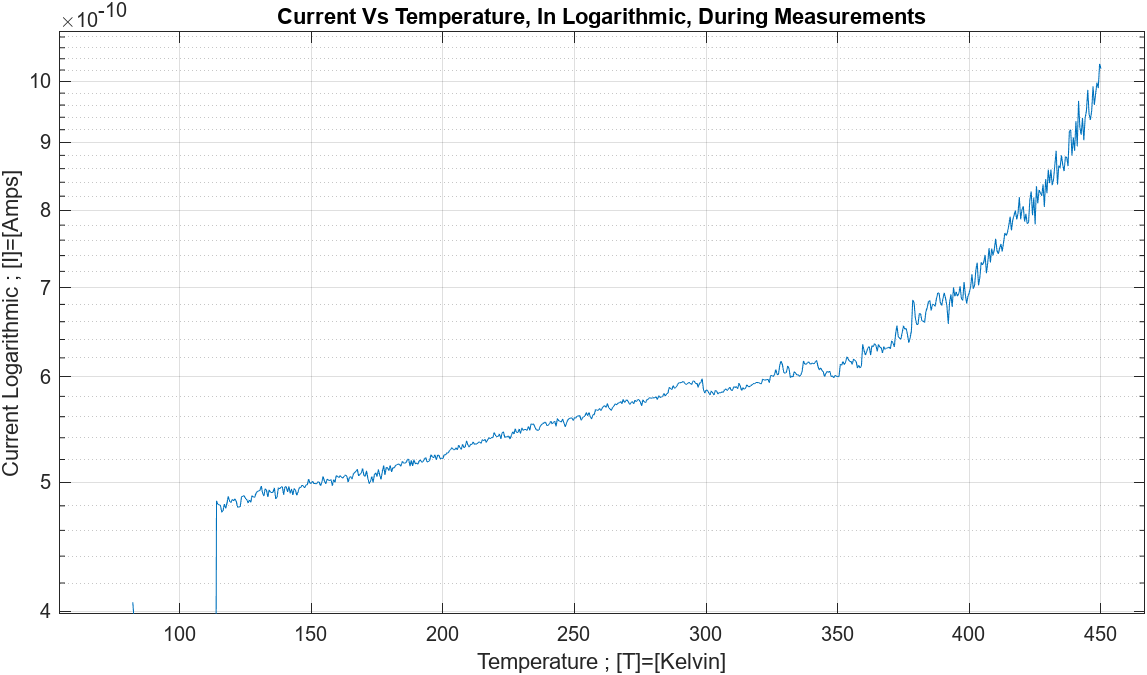 Current Vs Temperature, In Logarithmic, During Measurements
×10-10
10
9
8
7
6
5
4
Current Logarithmic ; [I]=[Amps]
100 150 200 250 300 350 400 450
Temperature ; [T]=[Kelvin]